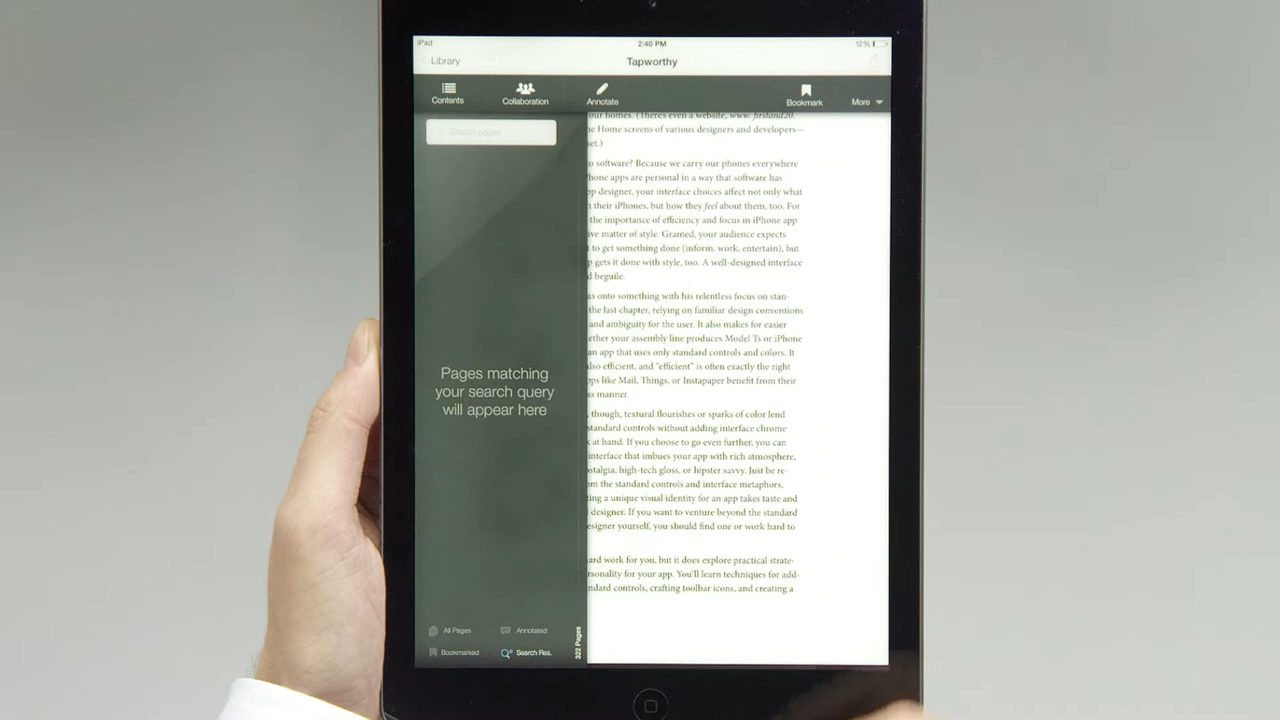 iPad
2:40 PM
12%
Library
Tapworthy
Contents
Collaboration
Annotate
Bookmark
More
Search pages
Pages matching
your search query
will appear here
All Pages
Annotated
Bookmarked
Search Res.
322 Pages
our homes. (There's even a website, www. firstand20.
e Home screens of various designers and developers—
set.)
o software? Because we carry our phones everywhere
hone apps are personal in a way that software has
pp designer, your interface choices affect not only what
n their iPhones, but how they feel about them, too. For
the importance of efficiency and focus in iPhone app
ive matter of style. Granted, your audience expects
t to get something done (inform, work, entertain), but
p gets it done with style, too. A well-designed interface
d beguile.
as onto something with his relentless focus on stan-
the last chapter, relying on familiar design conventions
and ambiguity for the user. It also makes for easier
ether your assembly line produces Model Ts or iPhone
an app that uses only standard controls and colors. It
also efficient, and "efficient" is often exactly the right
pps like Mail, Things, or Instapaper benefit from their
ss manner.
, though, textural flourishes or sparks of color lend
standard controls without adding interface chrome
k at hand. If you choose to go even further, you can
interface that imbues your app with rich atmosphere,
ostalgia, high-tech gloss, or hipster savvy. Just be re-
om the standard controls and interface metaphors.
ting a unique visual identity for an app takes taste and
designer. If you want to venture beyond the standard
esigner yourself, you should find one or work hard to
ard work for you, but it does explore practical strate-
rsonality for your app. You'll learn techniques for add-
ndard controls, crafting toolbar icons, and creating a